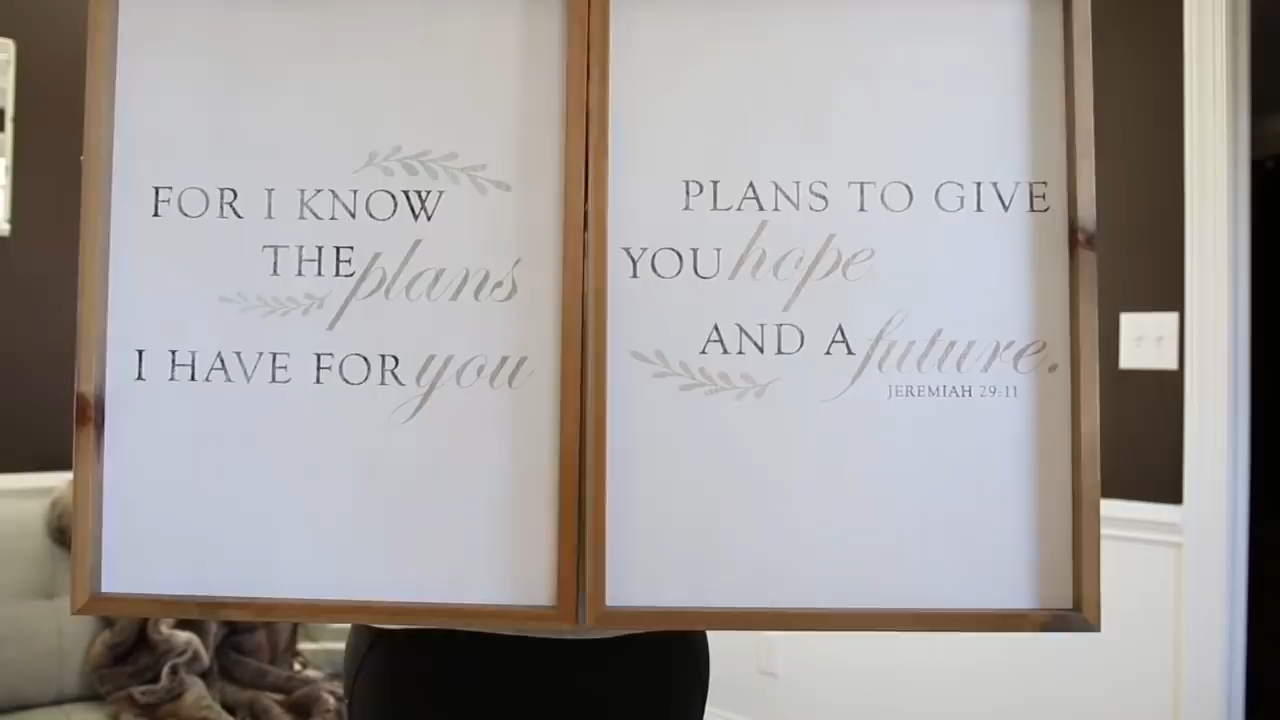 FOR I KNOW
THE plans
I HAVE FOR you
PLANS TO GIVE
YOU hope
AND A future.
JEREMIAH 29:11